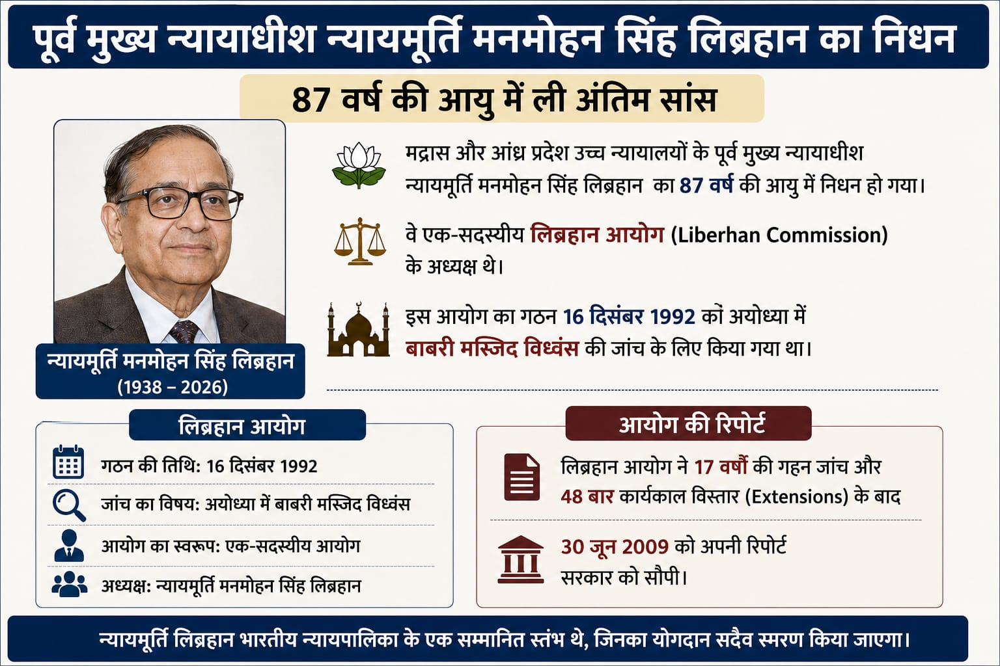 पूर्व मुख्य न्यायाधीश न्यायमूर्ति मनमोहन सिंह लिब्रहान का निधन
87 वर्ष की आयु में ली अंतिम सांस
मद्रास और आंध्र प्रदेश उच्च न्यायालयों के पूर्व मुख्य न्यायाधीश
न्यायमूर्ति मनमोहन सिंह लिब्रहान का 87 वर्ष की आयु में निधन हो गया।
वे एक-सदस्यीय लिब्रहान आयोग (Liberhan Commission)
के अध्यक्ष थे।
इस आयोग का गठन 16 दिसंबर 1992 कों अयोध्या में
बाबरी मस्जिद विध्वंस की जांच के लिए किया गया था।
न्यायमूर्ति मनमोहन सिंह लिब्रहान
(1938 – 2026)
लिब्रहान आयोग
गठन की तिथि: 16 दिसंबर 1992
जांच का विषय: अयोध्या में बाबरी मस्जिद विध्वंस
आयोग का स्वरूप: एक-सदस्यीय आयोग
अध्यक्ष: न्यायमूर्ति मनमोहन सिंह लिब्रहान
आयोग की रिपोर्ट
लिब्रहान आयोग ने 17 वर्षों की गहन जांच और
48 बार कार्यकाल विस्तार (Extensions) के बाद
30 जून 2009 को अपनी रिपोर्ट
सरकार को सौपी।
न्यायमूर्ति लिब्रहान भारतीय न्यायपालिका के एक सम्मानित स्तंभ थे, जिनका योगदान सदैव स्मरण किया जाएगा।